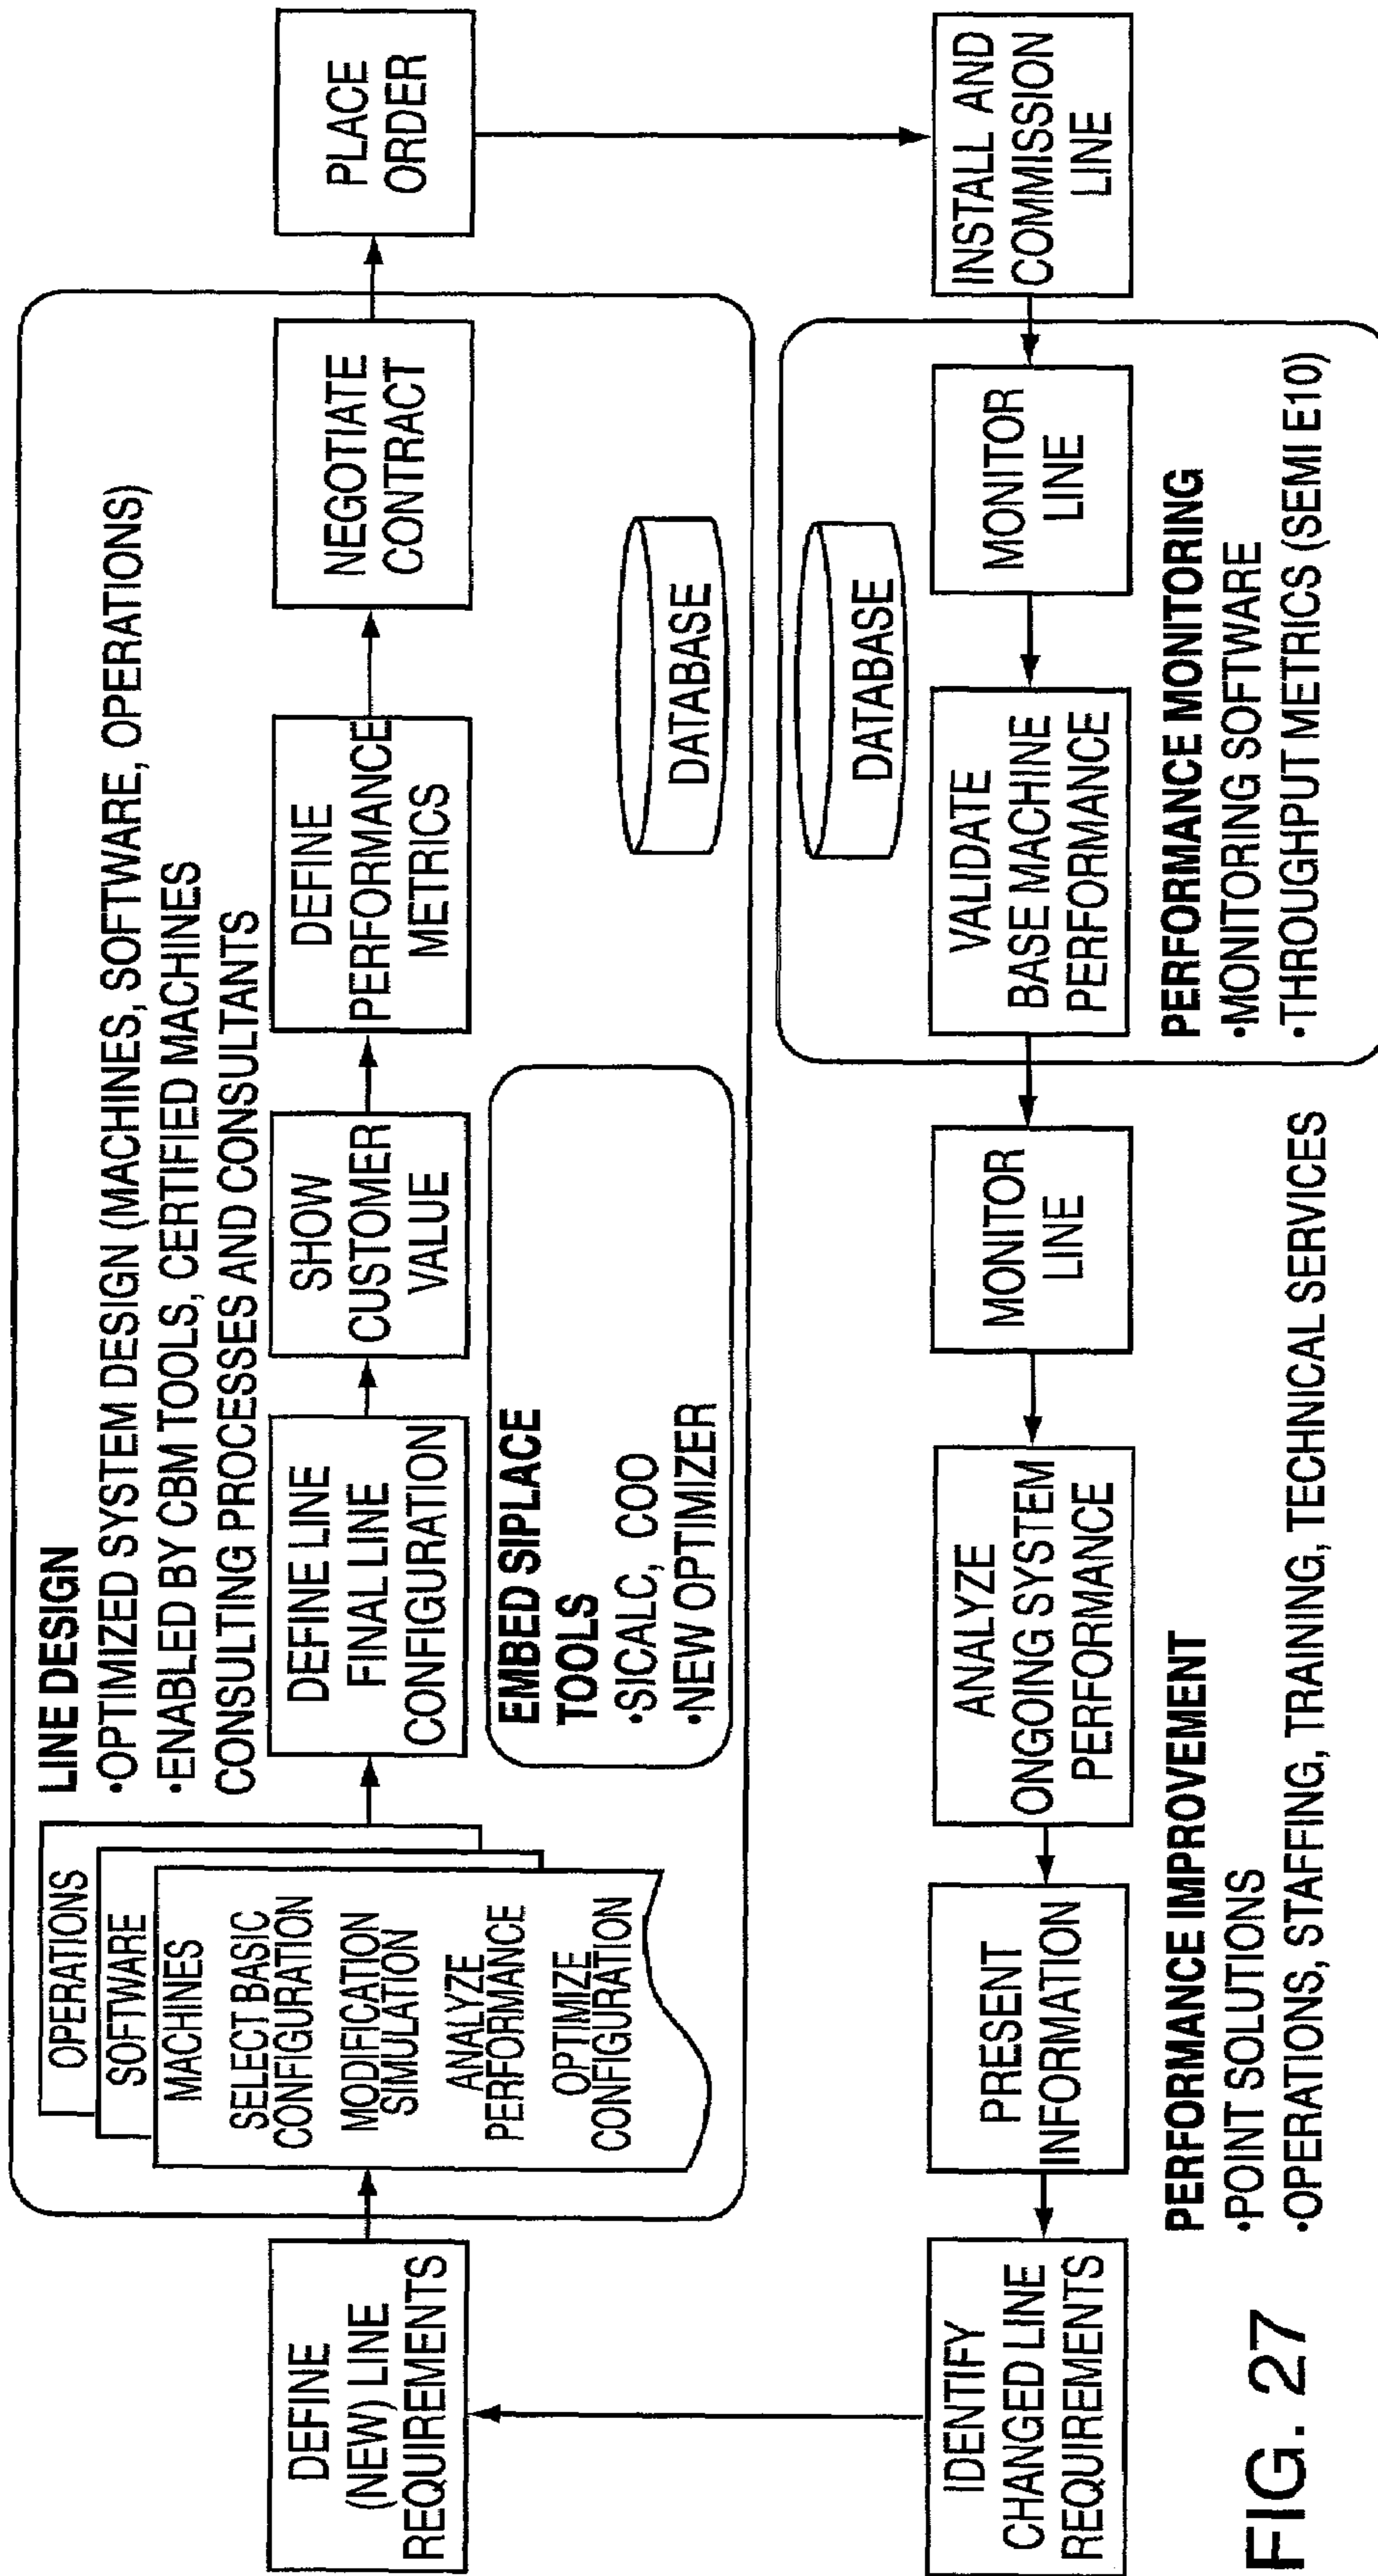 LINE DESIGN
•OPTIMIZED SYSTEM DESIGN (MACHINES, SOFTWARE, OPERATIONS)
•ENABLED BY CBM TOOLS, CERTIFIED MACHINES
CONSULTING PROCESSES AND CONSULTANTS
DEFINE
(NEW) LINE
REQUIREMENTS
OPERATIONS
SOFTWARE
MACHINES
SELECT BASIC
CONFIGURATION
MODIFICATION
SIMULATION
ANALYZE
PERFORMANCE
OPTIMIZE
CONFIGURATION
DEFINE LINE
FINAL LINE
CONFIGURATION
SHOW
CUSTOMER
VALUE
DEFINE
PERFORMANCE
METRICS
NEGOTIATE
CONTRACT
PLACE
ORDER
EMBED SIPLACE
TOOLS
•SICALC, COO
•NEW OPTIMIZER
DATABASE
DATABASE
INSTALL AND
COMMISSION
LINE
MONITOR
LINE
VALIDATE
BASE MACHINE
PERFORMANCE
PERFORMANCE MONITORING
•MONITORING SOFTWARE
•THROUGHPUT METRICS (SEMI E10)
MONITOR
LINE
ANALYZE
ONGOING SYSTEM
PERFORMANCE
PRESENT
INFORMATION
IDENTIFY
CHANGED LINE
REQUIREMENTS
PERFORMANCE IMPROVEMENT
•POINT SOLUTIONS
•OPERATIONS, STAFFING, TRAINING, TECHNICAL SERVICES
FIG. 27